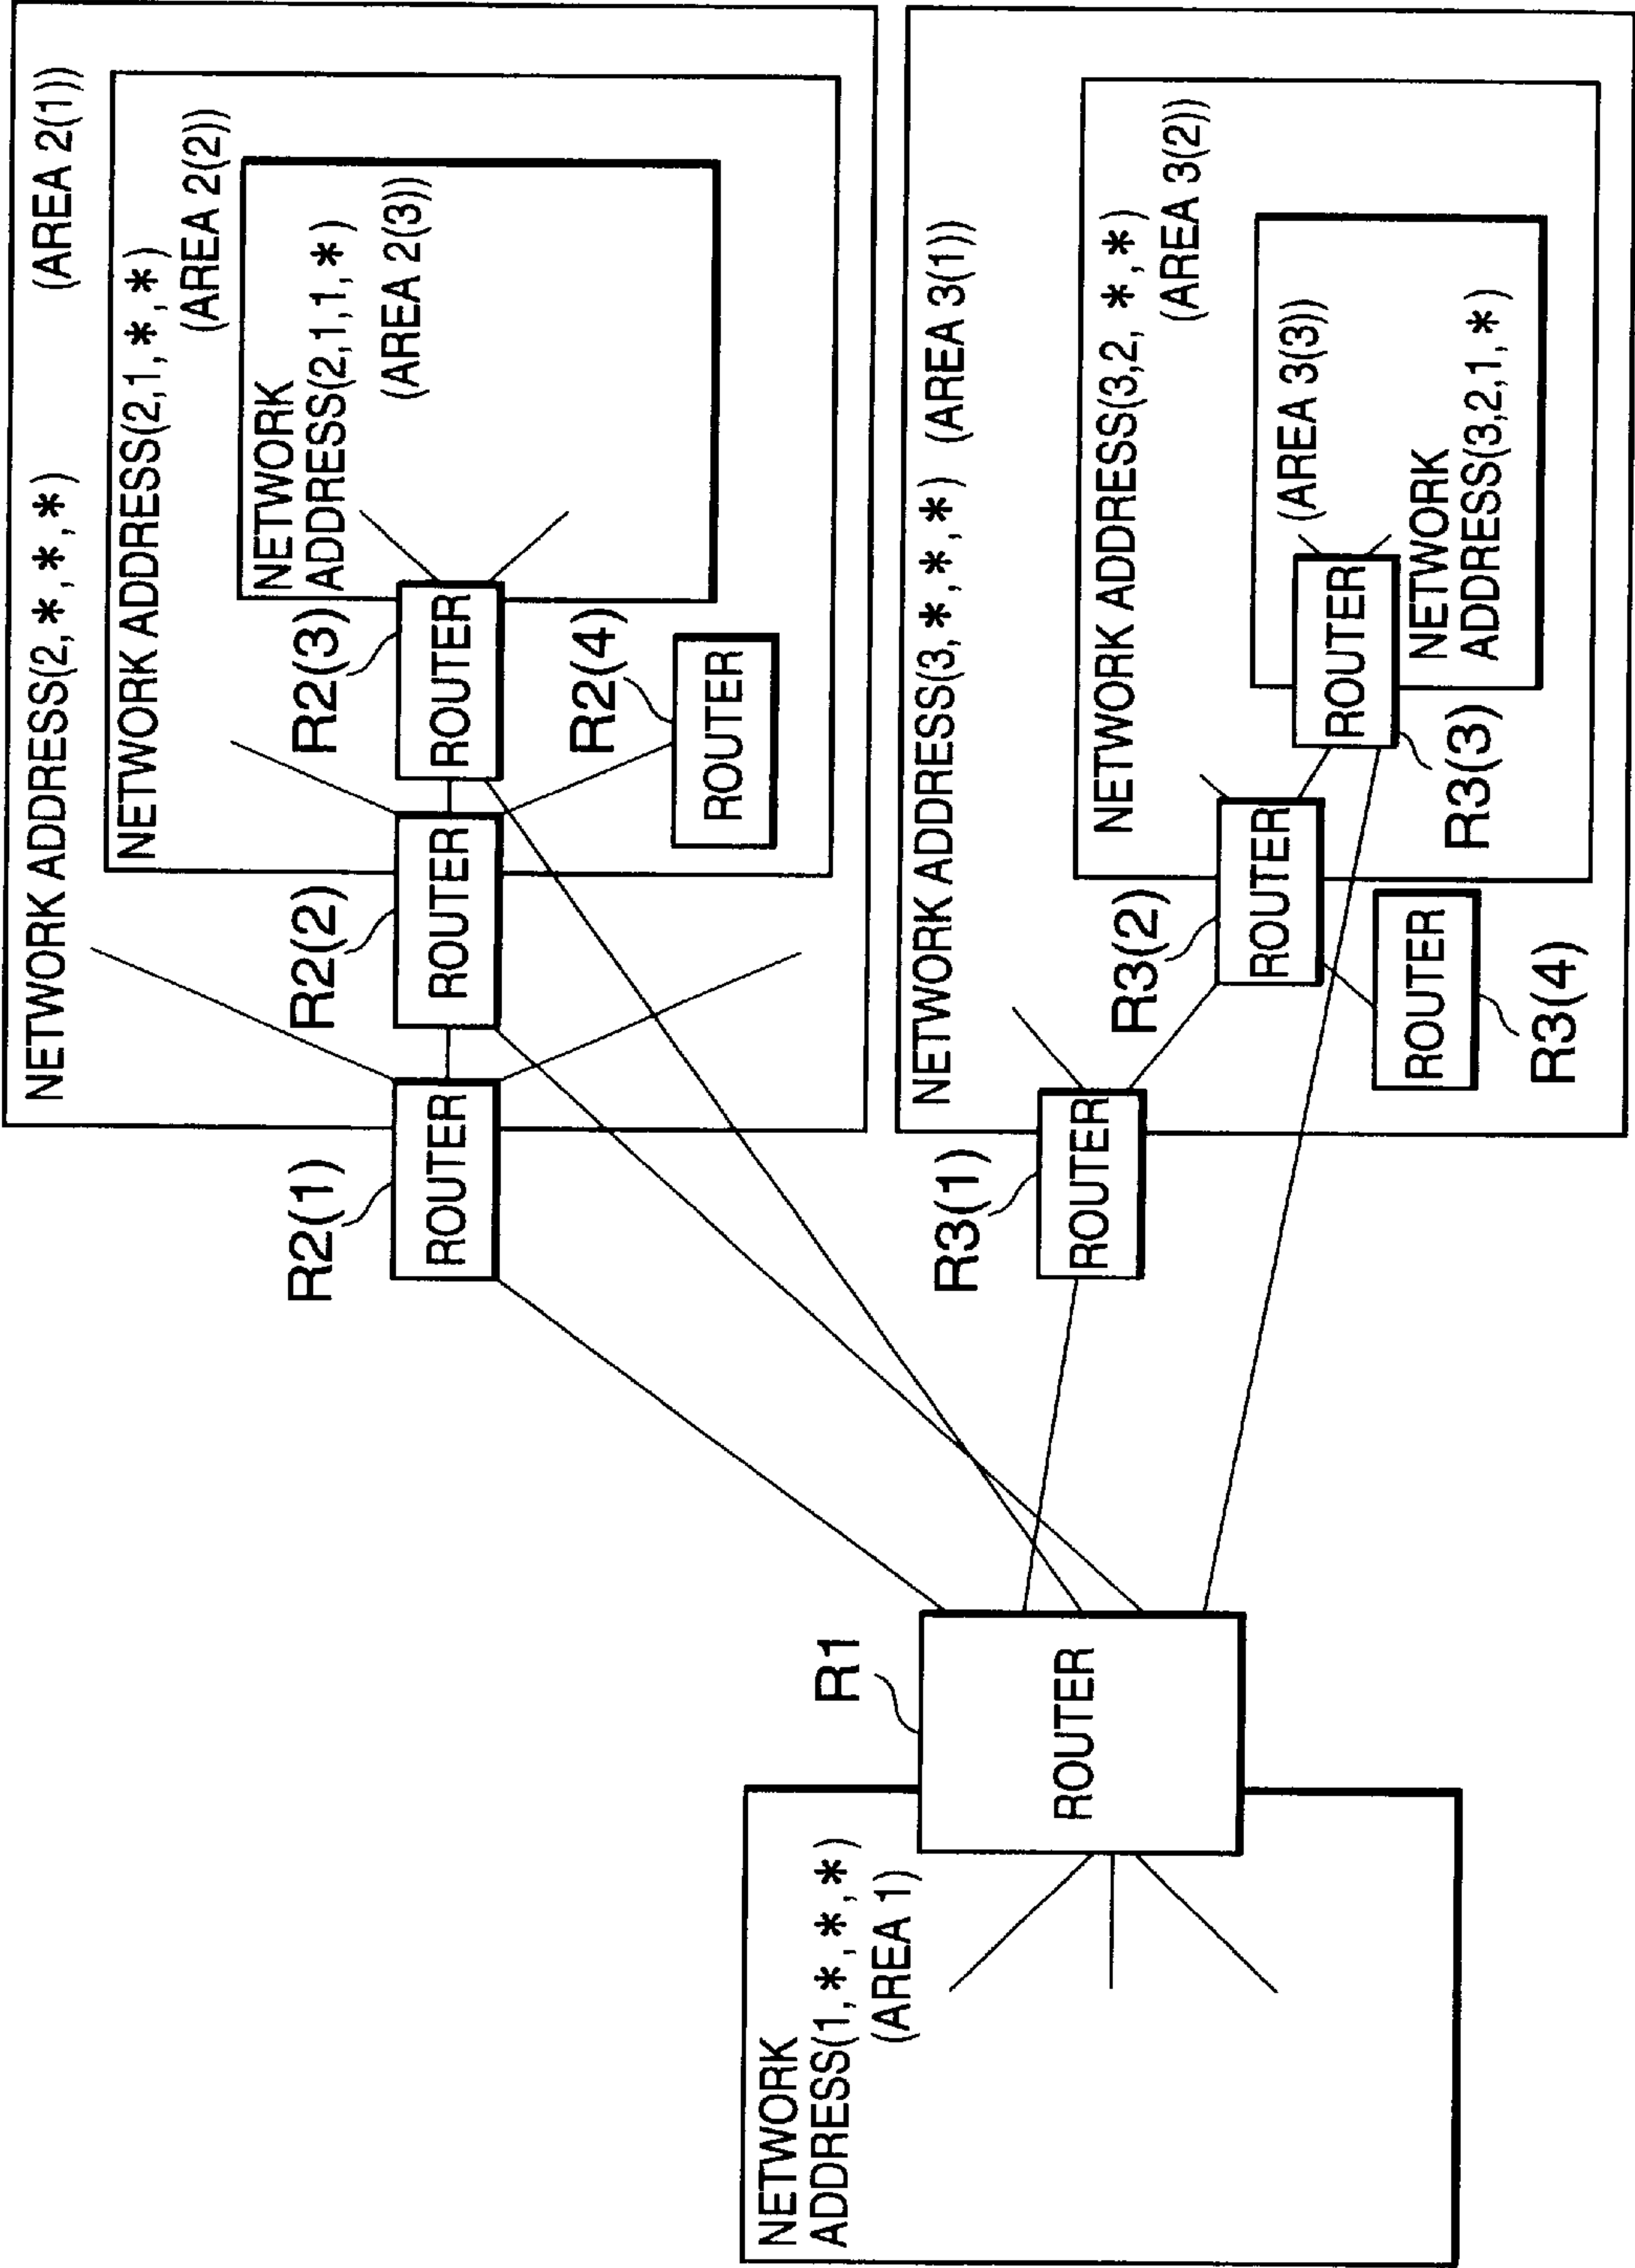 NETWORK ADDRESS(2,*,*,*)
(AREA 2(1))
NETWORK ADDRESS(2,1,*,*)
(AREA 2(2))
NETWORK
ADDRESS(2,1,1,*)
(AREA 2(3))
R2(1)
ROUTER
R2(2)
ROUTER
R2(3)
ROUTER
R2(4)
ROUTER
R1
ROUTER
NETWORK
ADDRESS(1,*,*,*)
(AREA 1)
NETWORK ADDRESS(3,*,*,*)
(AREA 3(1))
NETWORK ADDRESS(3,2,*,*)
(AREA 3(2))
(AREA 3(3))
R3(1)
ROUTER
R3(2)
ROUTER
ROUTER
R3(3)
NETWORK
ADDRESS(3,2,1,*)
ROUTER
R3(4)